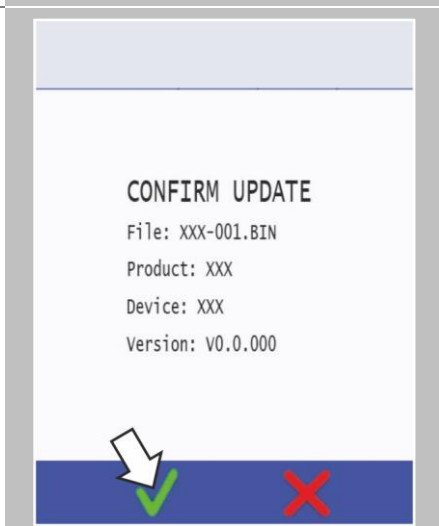 CONFIRM UPDATE
File: XXX-001.BIN
Product: XXX
Device: XXX
Version: V0.0.000